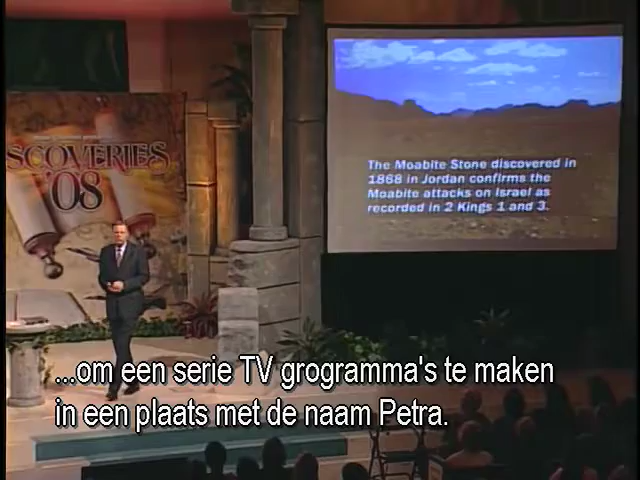 SCOVERIES
'08
The Moabite Stone discovered in
1868 in Jordan confirms the
Moabite attacks on Israel as
recorded in 2 Kings 1 and 3.
...om een serie TV grogramma's te maken
in een plaats met de naam Petra.